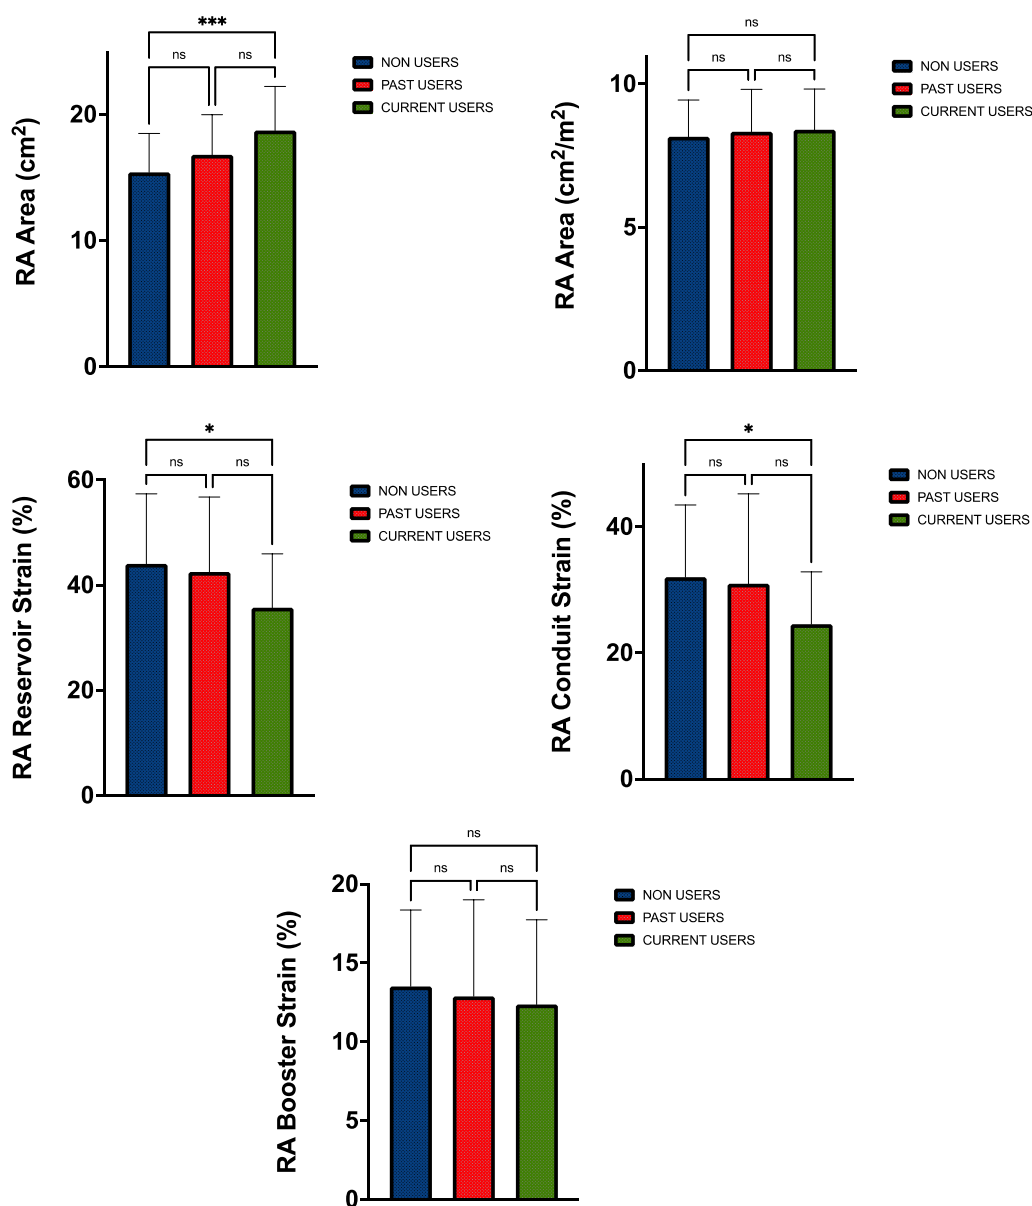 ***
ns
ns
20
10
0
RA Area (cm²)
NON USERS
PAST USERS
CURRENT USERS
ns
ns
ns
10
5
0
RA Area (cm²/m²)
NON USERS
PAST USERS
CURRENT USERS
*
ns
ns
60
40
20
0
RA Reservoir Strain (%)
NON USERS
PAST USERS
CURRENT USERS
*
ns
ns
40
20
0
RA Conduit Strain (%)
NON USERS
PAST USERS
CURRENT USERS
ns
ns
ns
20
15
10
5
0
RA Booster Strain (%)
NON USERS
PAST USERS
CURRENT USERS